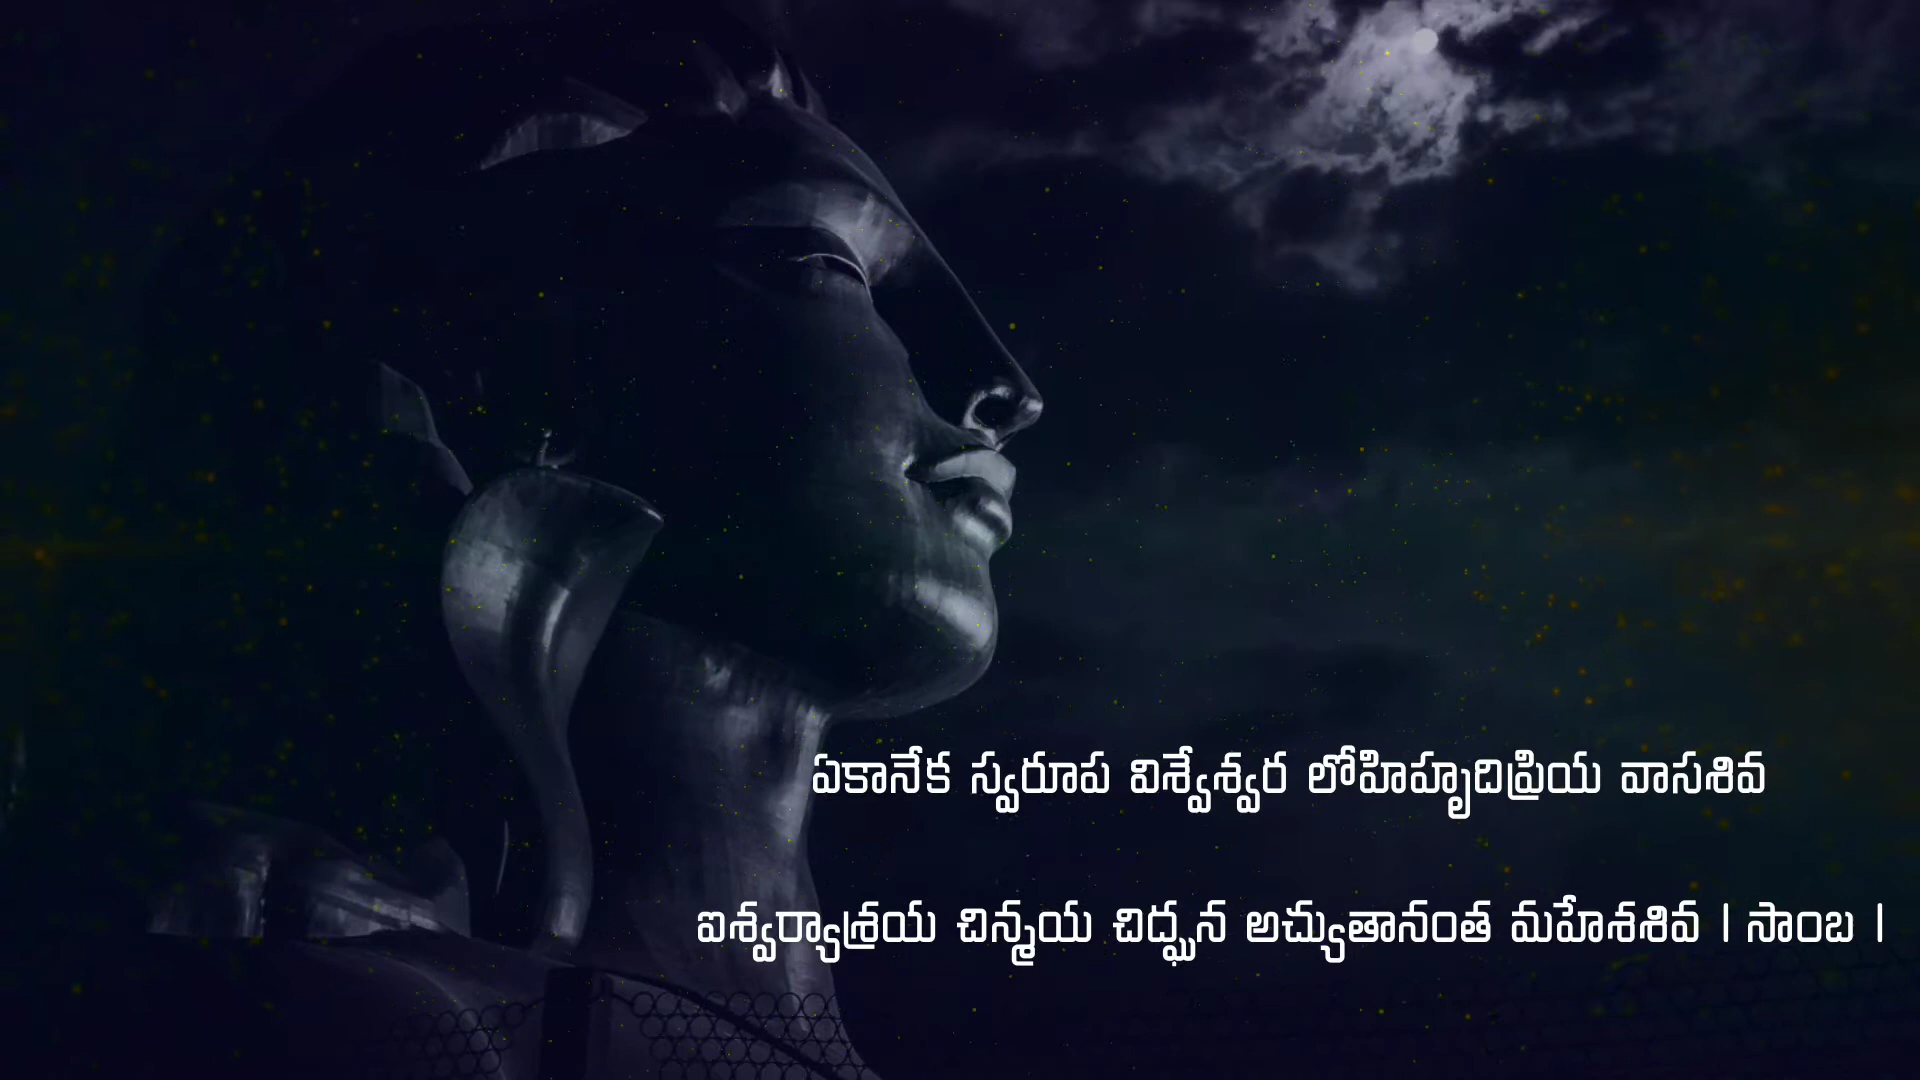 ఏకానేక స్వరూప విశ్వేశ్వర లోహిహృదిప్రియ వాసశివ
ఐశ్వర్యాశ్రయ చిన్మయ చిద్ఘన అచ్యుతానంత మహేశశివ । సాంబ ।